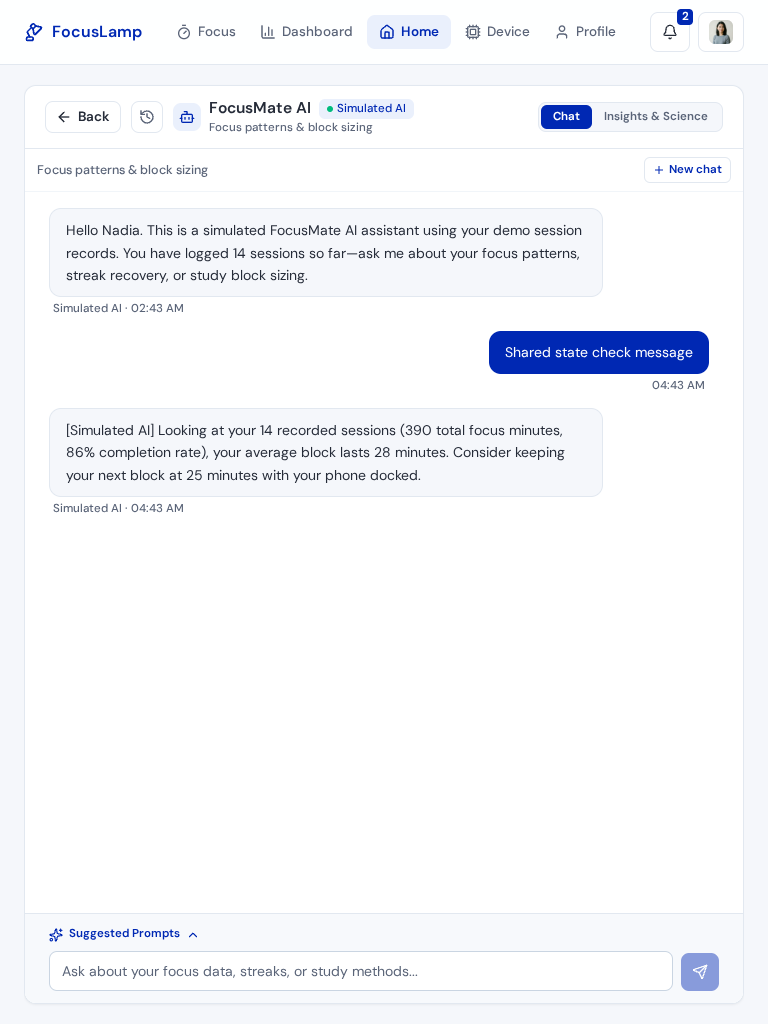 FocusLamp
Focus
Dashboard
Home
Device
Profile
2
Back
FocusMate AI
Simulated AI
Focus patterns & block sizing
Chat
Insights & Science
Focus patterns & block sizing
New chat
Hello Nadia. This is a simulated FocusMate AI assistant using your demo session
records. You have logged 14 sessions so far—ask me about your focus patterns,
streak recovery, or study block sizing.
Simulated AI · 02:43 AM
Shared state check message
04:43 AM
[Simulated AI] Looking at your 14 recorded sessions (390 total focus minutes,
86% completion rate), your average block lasts 28 minutes. Consider keeping
your next block at 25 minutes with your phone docked.
Simulated AI · 04:43 AM
Suggested Prompts
Ask about your focus data, streaks, or study methods...